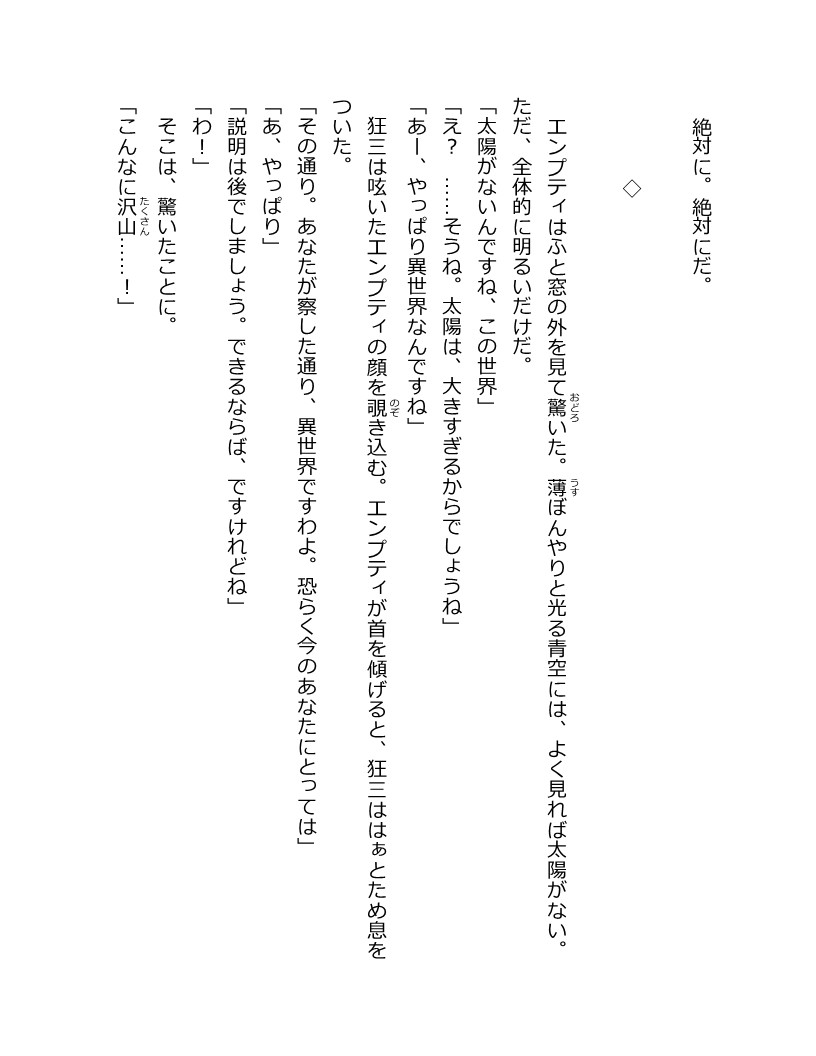 絶対に。絶対にだ。
◇
エンプティはふと窓の外を見て驚いた。薄ぼんやりと光る青空には、よく見れば太陽がない。
おどろ
うす
ただ、全体的に明るいだけだ。
「太陽がないんですね、この世界」
「え？　……そうね。太陽は、大きすぎるからでしょうね」
「あー、やっぱり異世界なんですね」
狂三は呟いたエンプティの顔を覗き込む。エンプティが首を傾げると、狂三ははぁとため息を
のぞ
ついた。
「その通り。あなたが察した通り、異世界ですわよ。恐らく今のあなたにとっては」
「あ、やっぱり」
「説明は後でしましょう。できるならば、ですけれどね」
「わ！」
そこは、驚いたことに。
「こんなに沢山……！」
たくさん